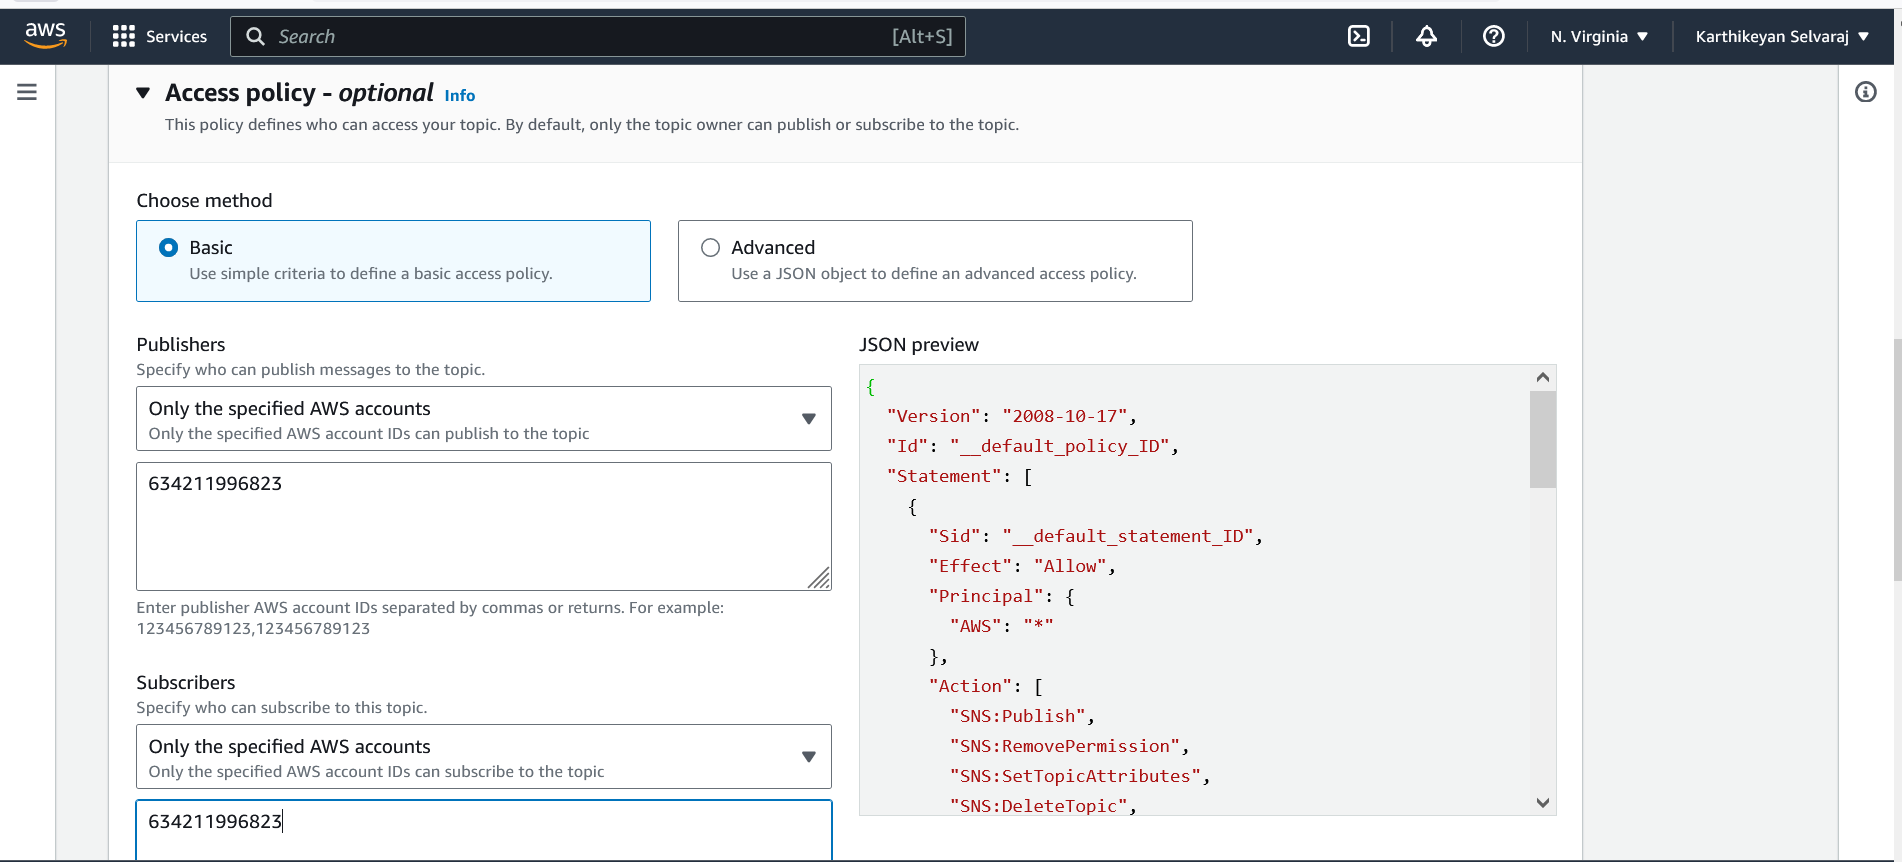 aws
Services
Search
[Alt+S]
N. Virginia
Karthikeyan Selvaraj
Access policy - optional Info
This policy defines who can access your topic. By default, only the topic owner can publish or subscribe to the topic.
Choose method
Basic
Use simple criteria to define a basic access policy.
Advanced
Use a JSON object to define an advanced access policy.
Publishers
Specify who can publish messages to the topic.
Only the specified AWS accounts
Only the specified AWS account IDs can publish to the topic
634211996823
Enter publisher AWS account IDs separated by commas or returns. For example:
123456789123,123456789123
Subscribers
Specify who can subscribe to this topic.
Only the specified AWS accounts
Only the specified AWS account IDs can subscribe to the topic
634211996823
JSON preview
{
"Version": "2008-10-17",
"Id": "__default_policy_ID",
"Statement": [
{
"Sid": "__default_statement_ID",
"Effect": "Allow",
"Principal": {
"AWS": "*"
},
"Action": [
"SNS:Publish",
"SNS:RemovePermission",
"SNS:SetTopicAttributes",
"SNS:DeleteTopic",